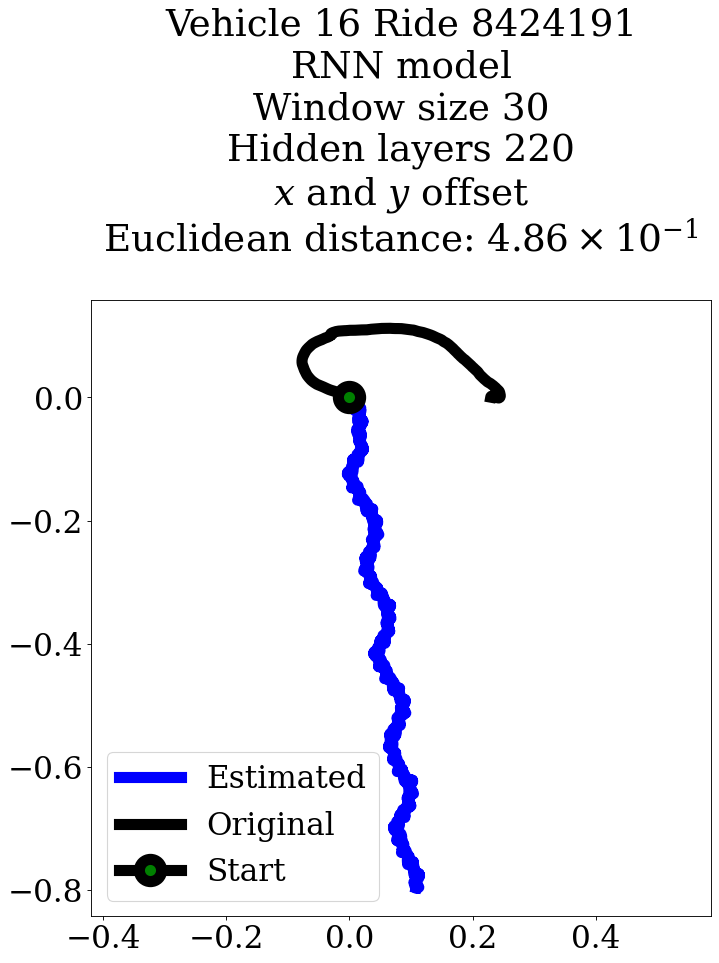 Vehicle 16 Ride 8424191
RNN model
Window size 30
Hidden layers 220
x and y offset
Euclidean distance: 4.86 × 10⁻¹
0.0
−0.2
−0.4
−0.6
−0.8
Estimated
Original
Start
−0.4 −0.2 0.0 0.2 0.4